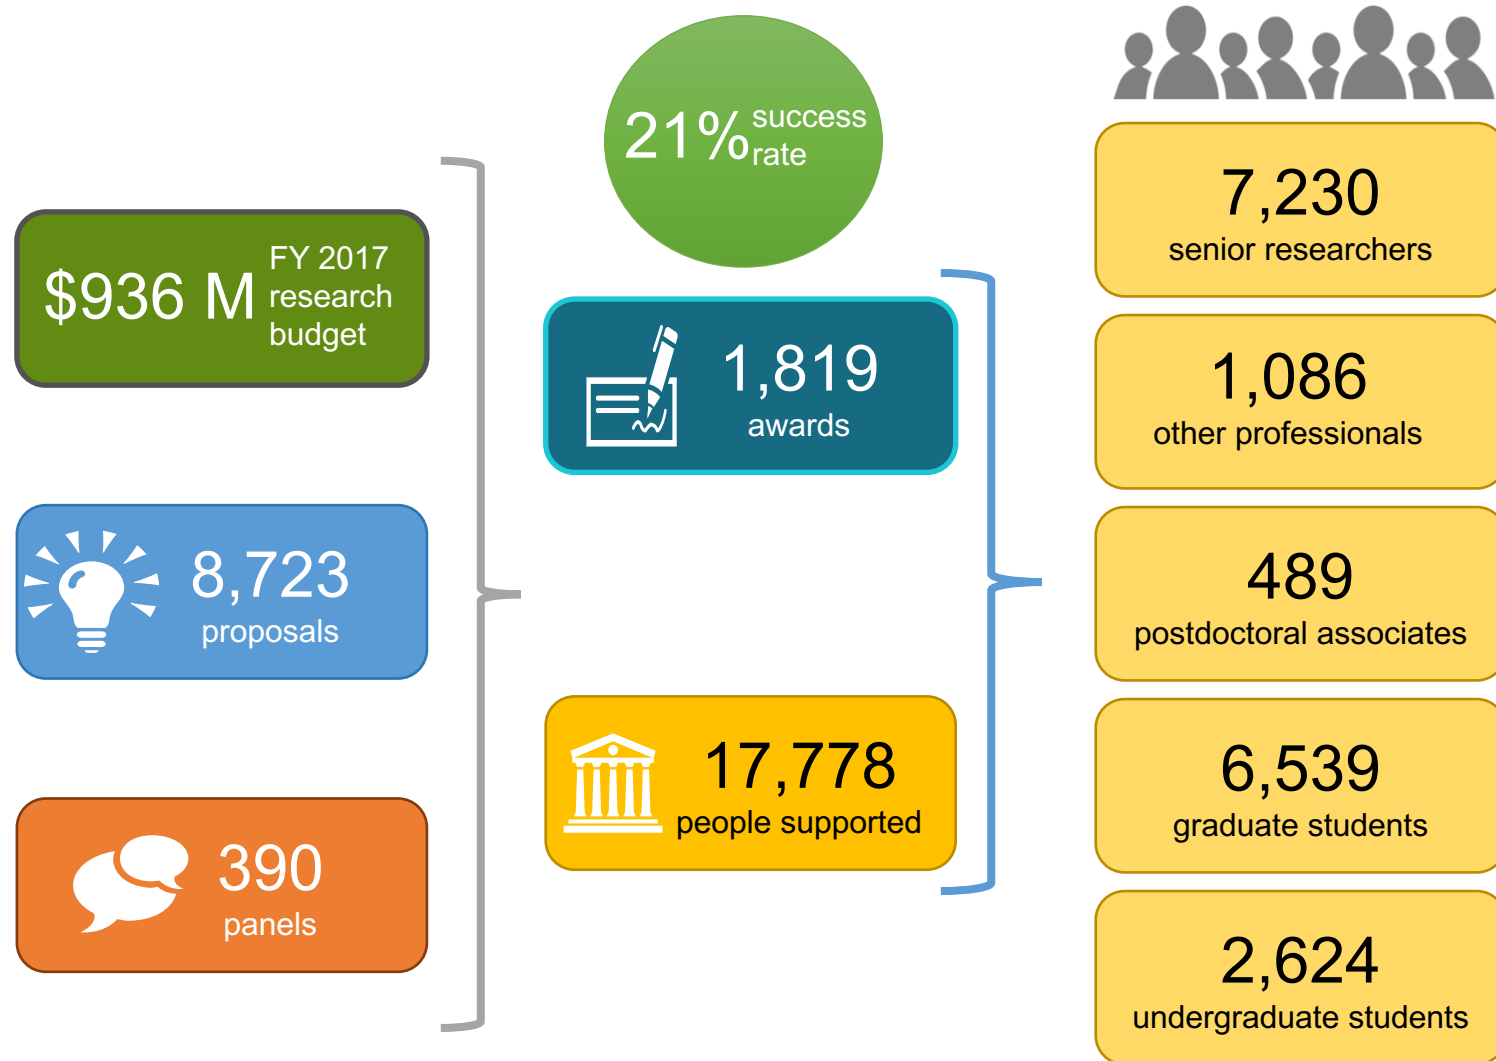 $936 M
FY 2017
research
budget
8,723
proposals
390
panels
21%
success
rate
1,819
awards
17,778
people supported
7,230
senior researchers
1,086
other professionals
489
postdoctoral associates
6,539
graduate students
2,624
undergraduate students